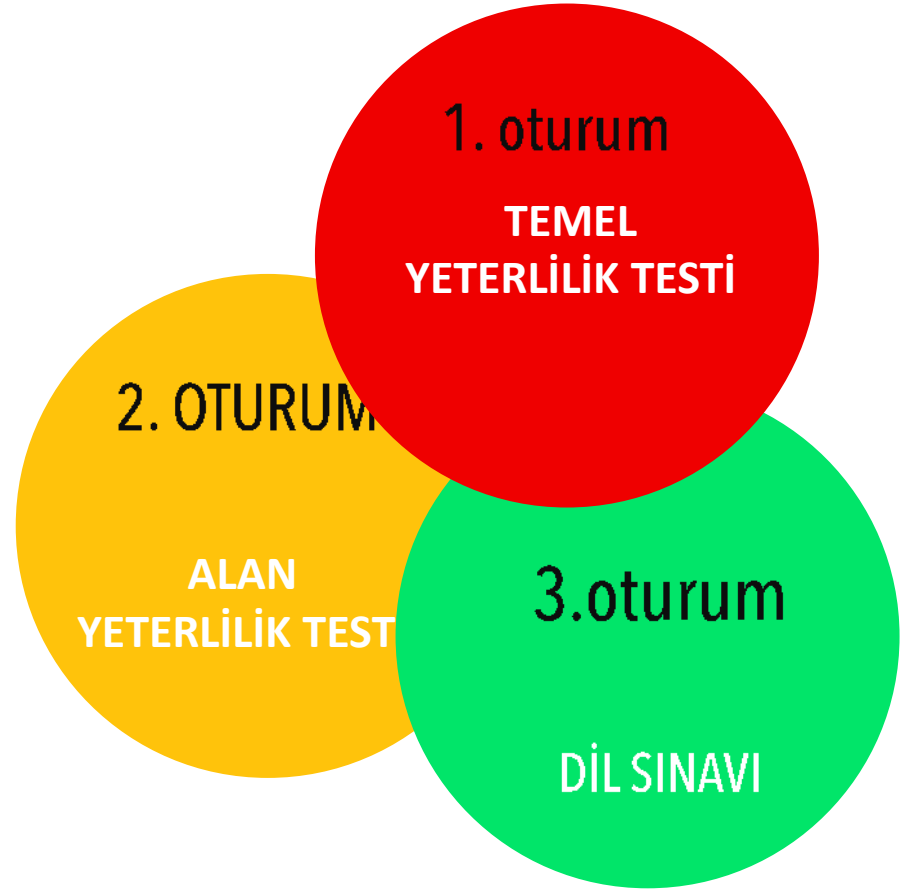 1. oturum
TEMEL
YETERLİLİK TESTİ
2. OTURUM
ALAN
YETERLİLİK TEST
3.oturum
DİL SINAVI